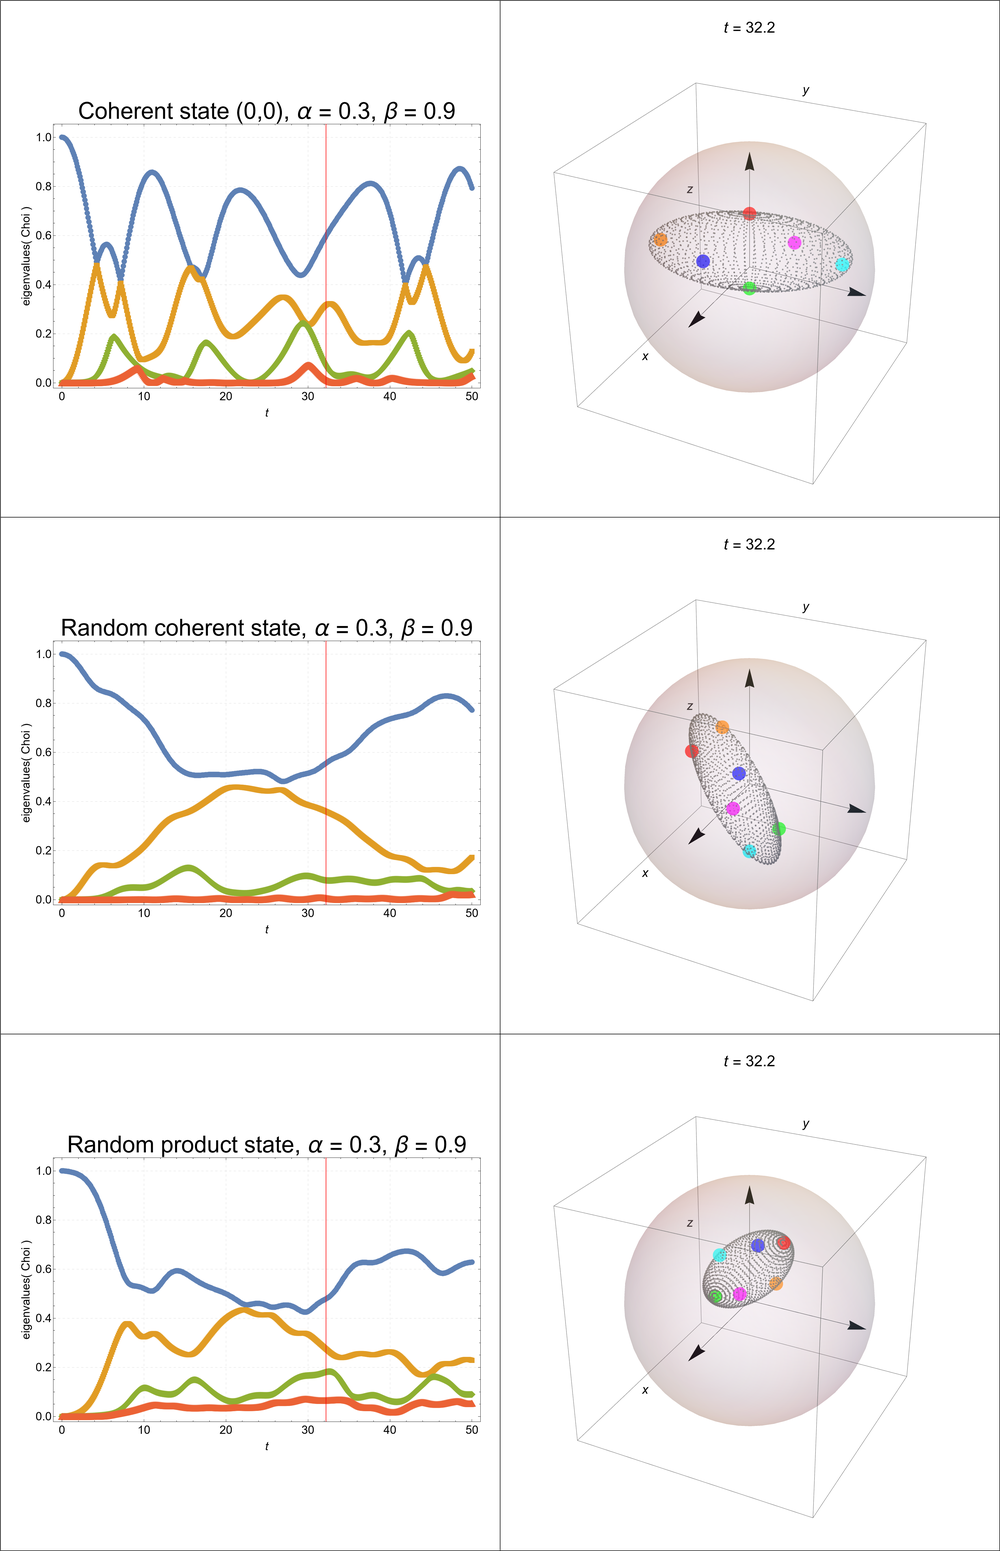 t = 32.2
Coherent state (0,0), α = 0.3, β = 0.9
eigenvalues( Choi )
1.0
0.8
0.6
0.4
0.2
0.0
0
10
20
30
40
50
t
y
z
x
t = 32.2
Random coherent state, α = 0.3, β = 0.9
eigenvalues( Choi )
1.0
0.8
0.6
0.4
0.2
0.0
0
10
20
30
40
50
t
y
z
x
t = 32.2
Random product state, α = 0.3, β = 0.9
eigenvalues( Choi )
1.0
0.8
0.6
0.4
0.2
0.0
0
10
20
30
40
50
t
y
z
x